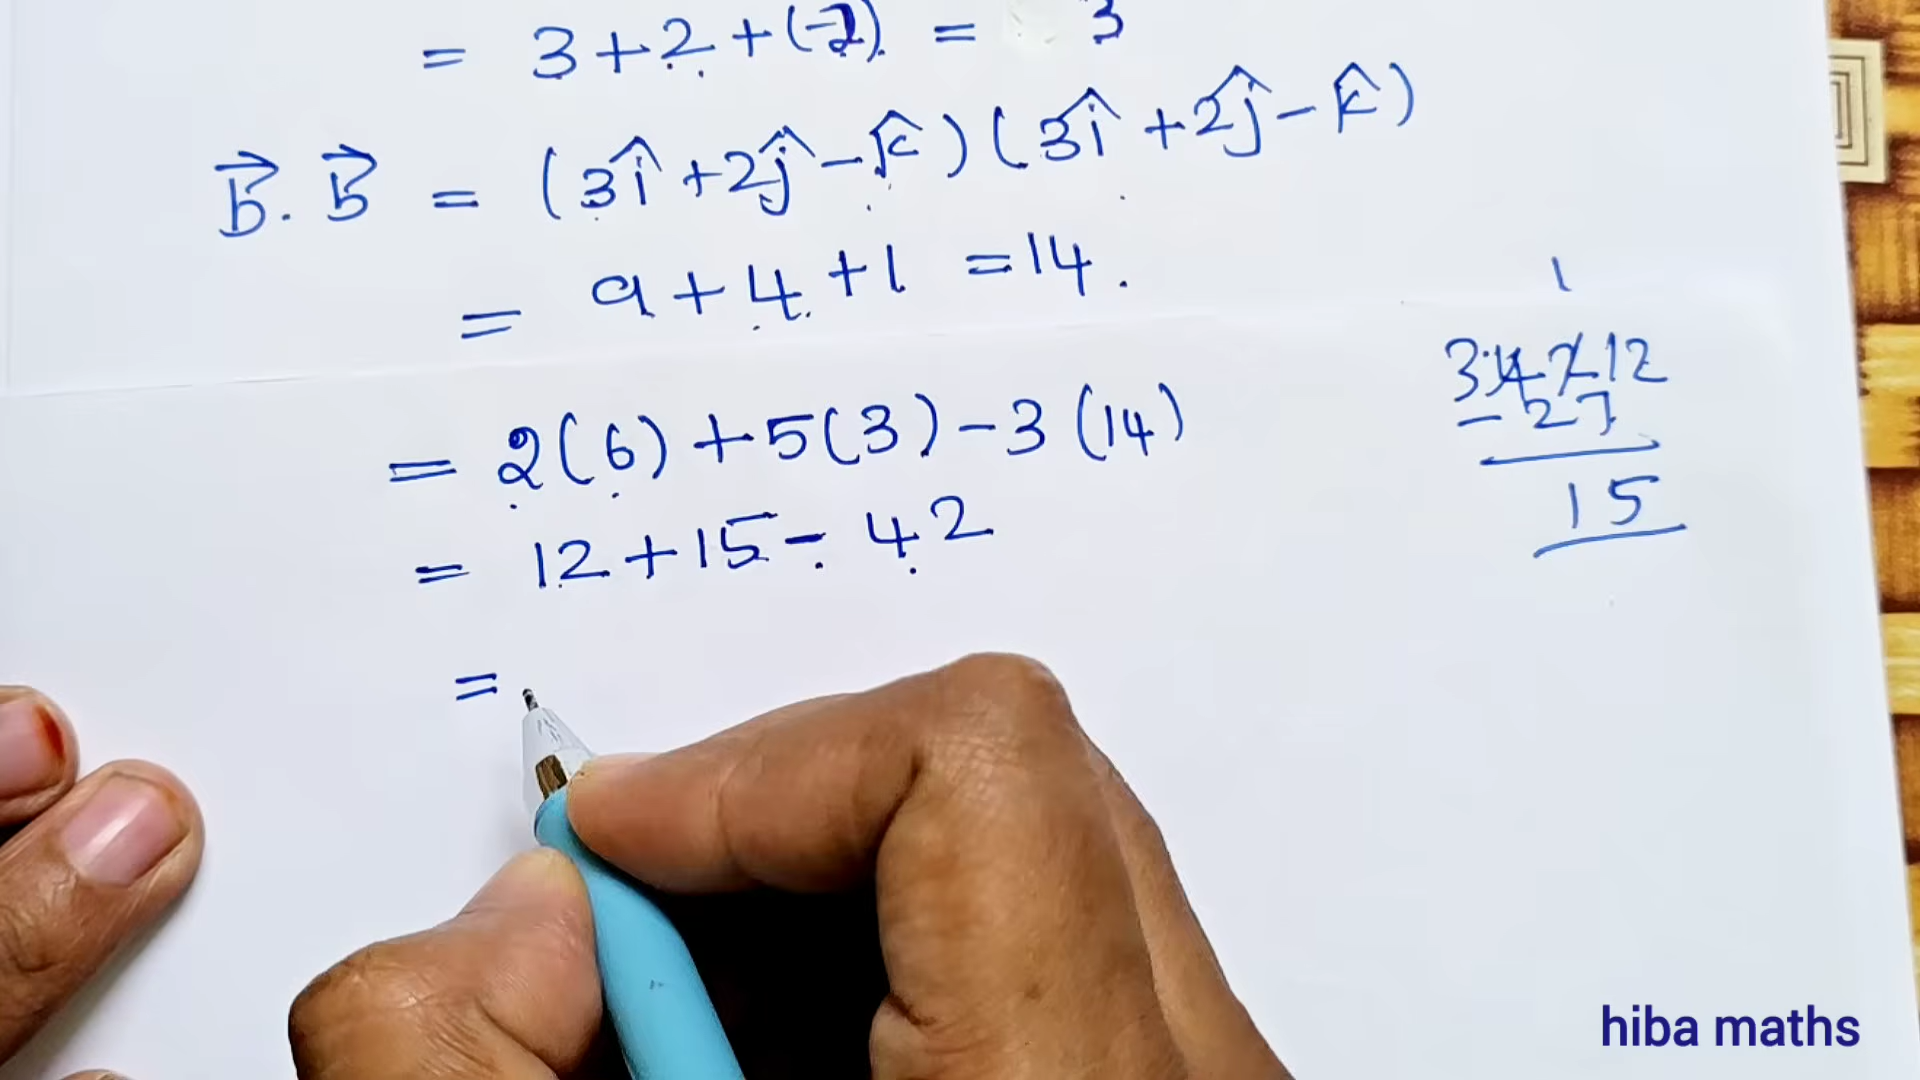 = 3 + 2 + (-2) = 3
b⃗ . b⃗ = (3î + 2ĵ - k̂) (3î + 2ĵ - k̂)
= 9 + 4 + 1 = 14.
= 2(6) + 5(3) - 3(14)
= 12 + 15 - 42
=
1
3 4 2 12
- 27
15
hiba maths